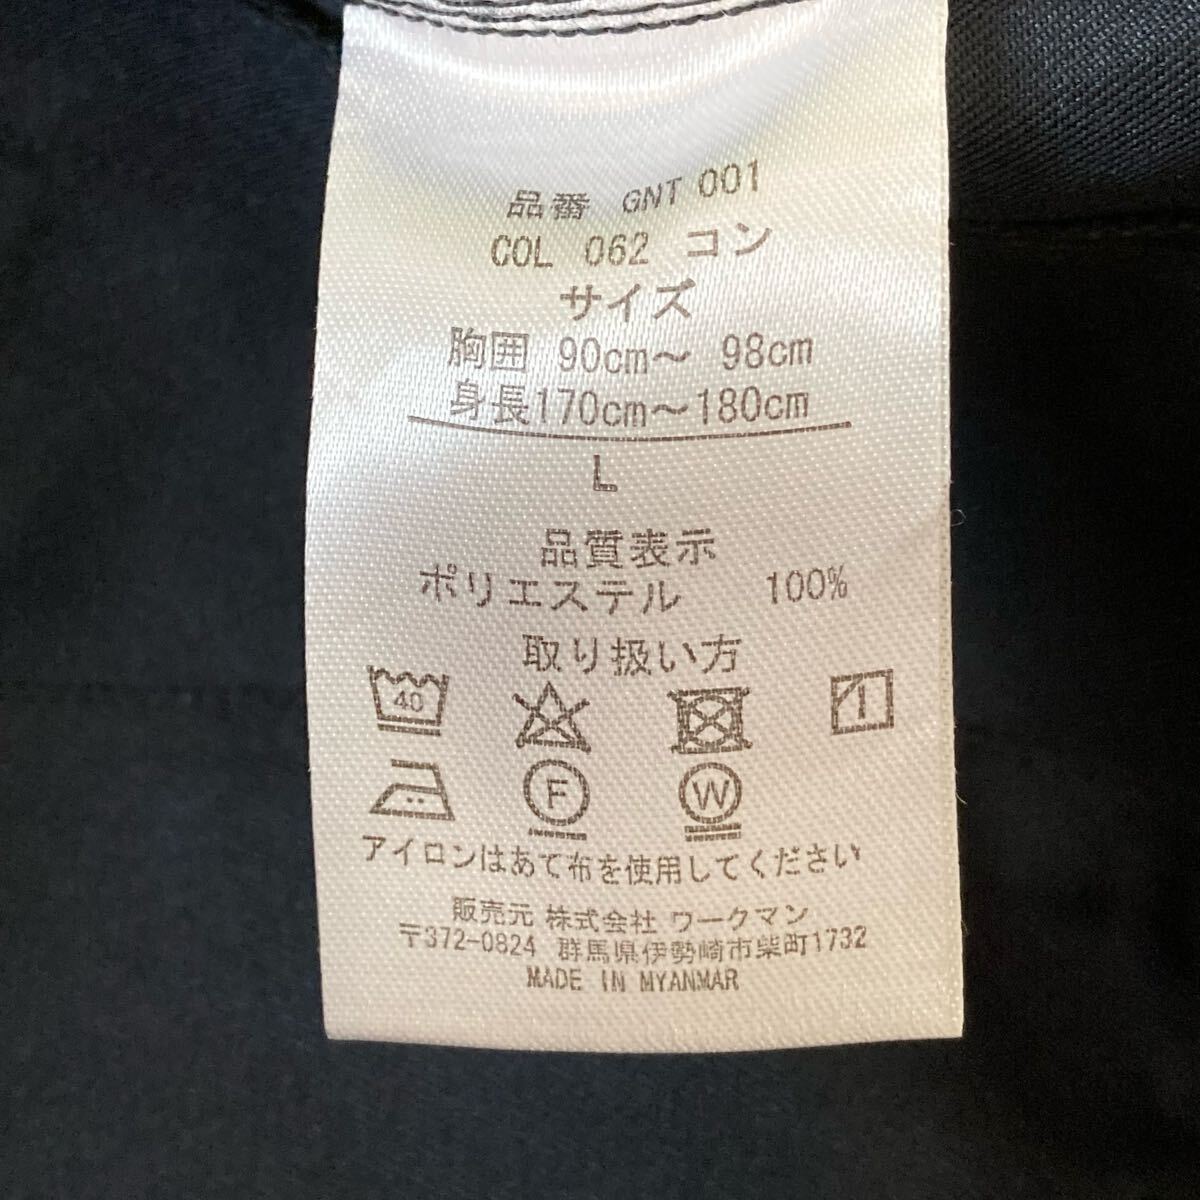 品番 GNT 001
COL 062 コン
サイズ
胸囲 90cm～ 98cm
身長170cm～180cm
L
品質表示
ポリエステル 100%
取り扱い方
40
F W
アイロンはあて布を使用してください
販売元 株式会社 ワークマン
〒372-0824 群馬県伊勢崎市柴町1732
MADE IN MYANMAR